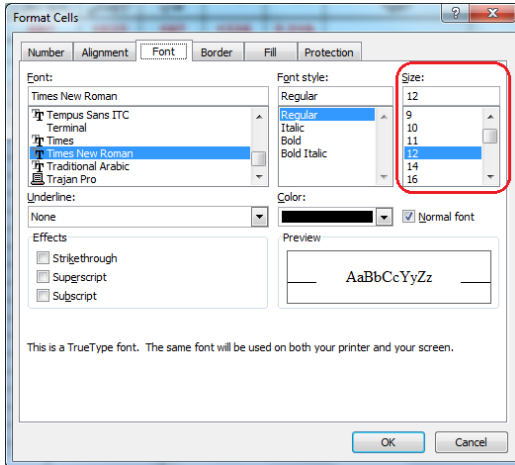 Format Cells
?
X
Number Alignment Font Border Fill Protection
Font: Font style: Size:
Times New Roman Regular 12
Tempus Sans ITC Regular 9
Terminal Italic 10
Times Bold 11
Times New Roman Bold Italic 12
Traditional Arabic 14
Trajan Pro 16
Underline: Color:
None Normal font
Effects Preview
Strikethrough
Superscript AaBbCcYyZz
Subscript
This is a TrueType font. The same font will be used on both your printer and your screen.
OK Cancel